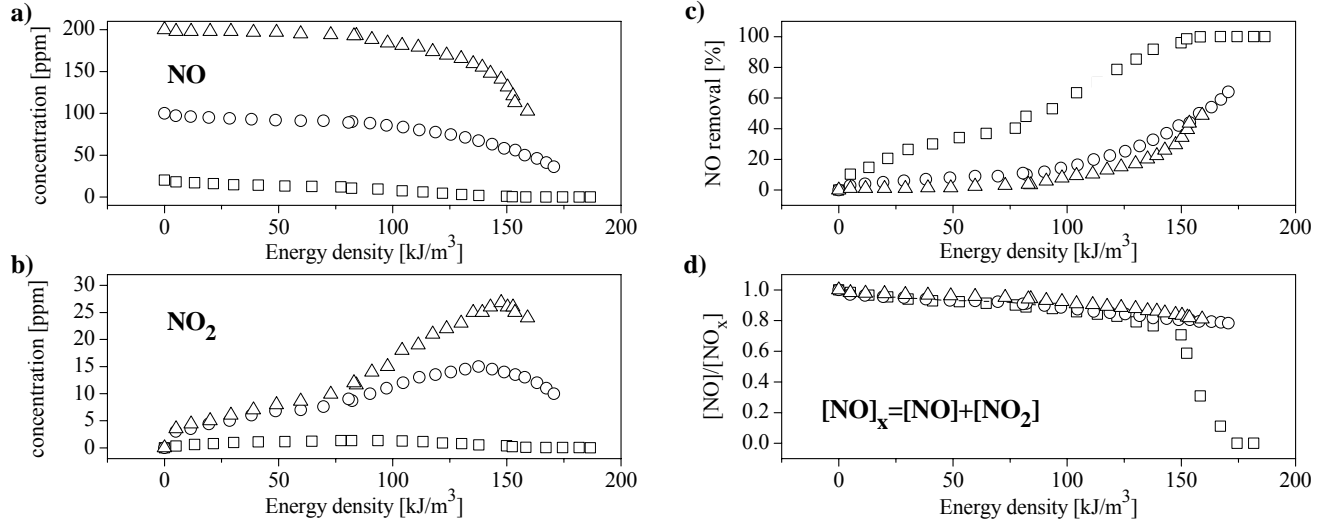 a)
concentration [ppm]
200
150
100
50
0
NO
0 50 100 150 200
Energy density [kJ/m³]
b)
concentration [ppm]
30
25
20
15
10
5
0
NO₂
0 50 100 150 200
Energy density [kJ/m³]
c)
NO removal [%]
100
80
60
40
20
0
0 50 100 150 200
Energy density [kJ/m³]
d)
[NO]/[NOₓ]
1.0
0.8
0.6
0.4
0.2
0.0
[NO]ₓ=[NO]+[NO₂]
0 50 100 150 200
Energy density [kJ/m³]